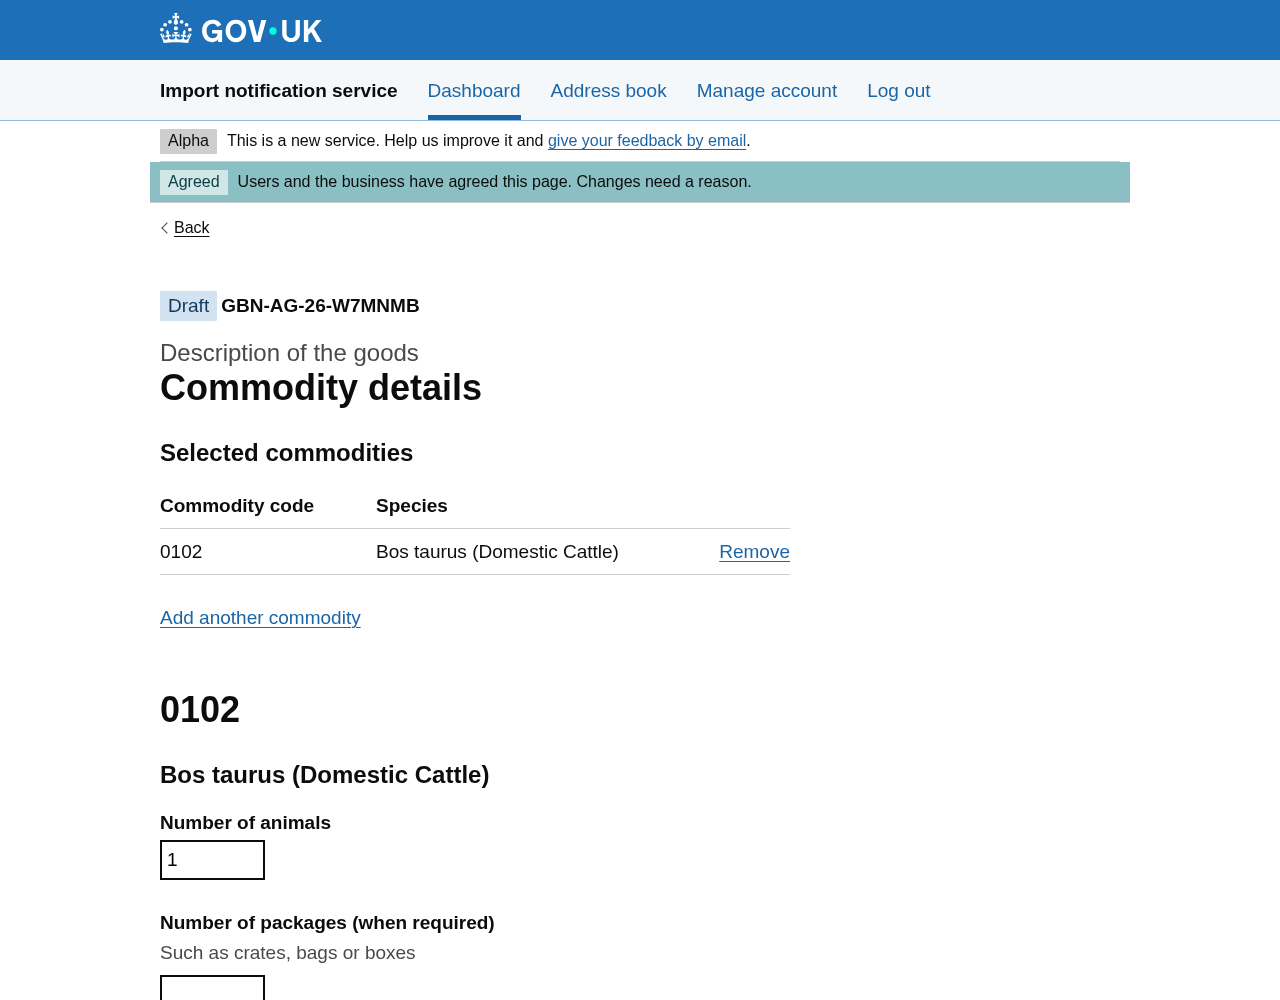 GOV•UK
Import notification service Dashboard Address book Manage account Log out
Alpha This is a new service. Help us improve it and give your feedback by email.
Agreed Users and the business have agreed this page. Changes need a reason.
Back
Draft GBN-AG-26-W7MNMB
Description of the goods
Commodity details
Selected commodities
Commodity code Species
0102 Bos taurus (Domestic Cattle) Remove
Add another commodity
0102
Bos taurus (Domestic Cattle)
Number of animals
1
Number of packages (when required)
Such as crates, bags or boxes